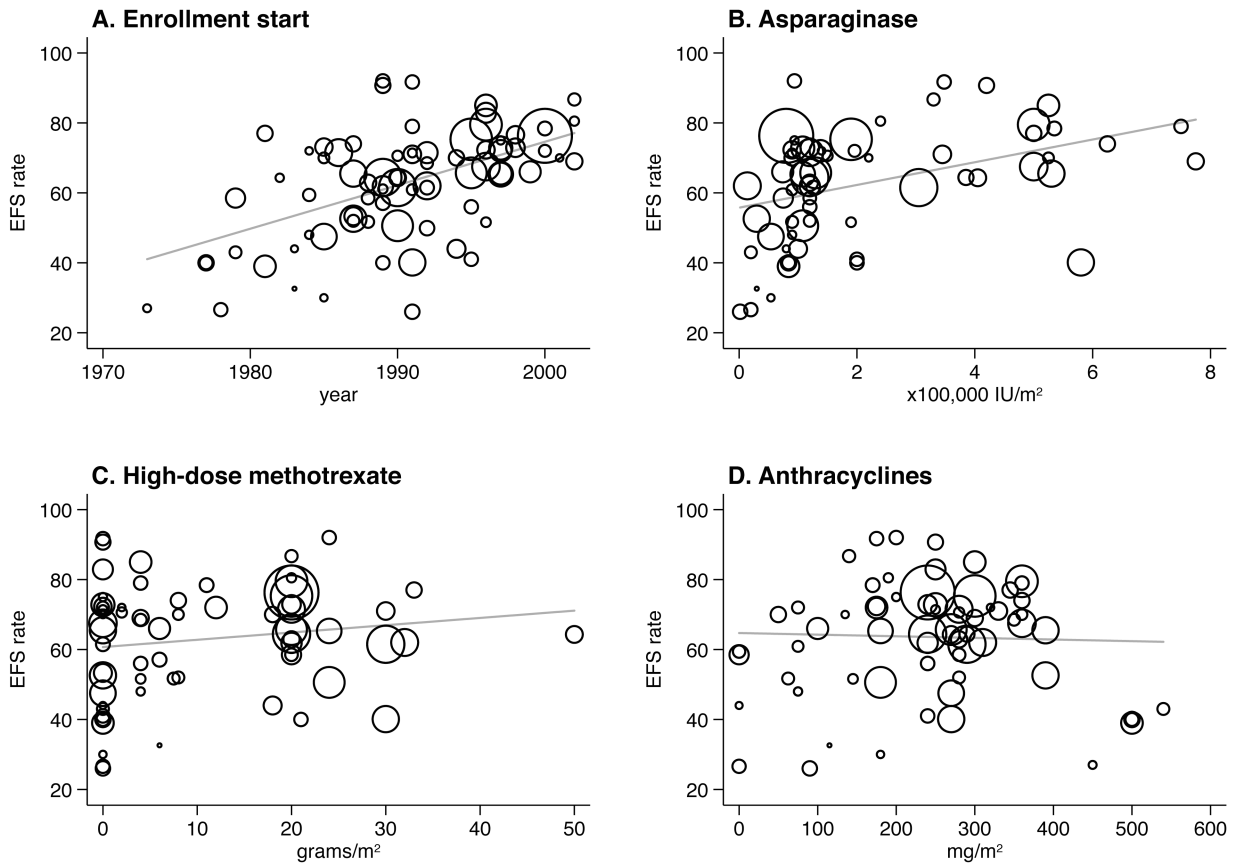 A. Enrollment start
EFS rate
100
80
60
40
20
1970 1980 1990 2000
year
B. Asparaginase
EFS rate
100
80
60
40
20
0 2 4 6 8
x100,000 IU/m²
C. High-dose methotrexate
EFS rate
100
80
60
40
20
0 10 20 30 40 50
grams/m²
D. Anthracyclines
EFS rate
100
80
60
40
20
0 100 200 300 400 500 600
mg/m²